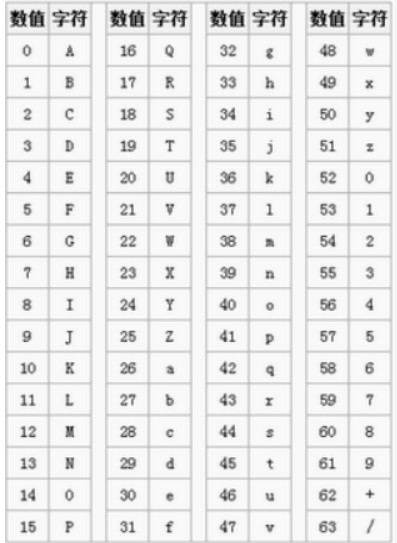 数值 字符 数值 字符 数值 字符 数值 字符
0 A 16 Q 32 g 48 w
1 B 17 R 33 h 49 x
2 C 18 S 34 i 50 y
3 D 19 T 35 j 51 z
4 E 20 U 36 k 52 0
5 F 21 V 37 l 53 1
6 G 22 W 38 m 54 2
7 H 23 X 39 n 55 3
8 I 24 Y 40 o 56 4
9 J 25 Z 41 p 57 5
10 K 26 a 42 q 58 6
11 L 27 b 43 r 59 7
12 M 28 c 44 s 60 8
13 N 29 d 45 t 61 9
14 O 30 e 46 u 62 +
15 P 31 f 47 v 63 /